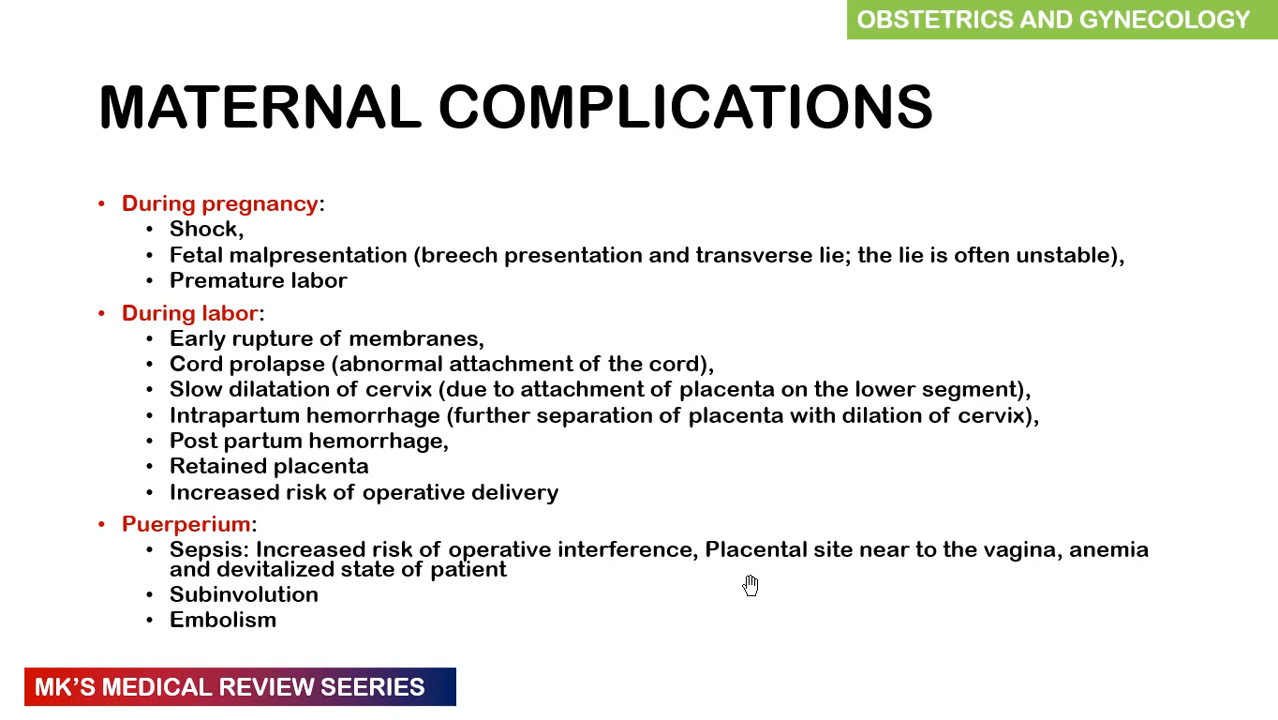 OBSTETRICS AND GYNECOLOGY
MATERNAL COMPLICATIONS
• During pregnancy:
• Shock,
• Fetal malpresentation (breech presentation and transverse lie; the lie is often unstable),
• Premature labor
• During labor:
• Early rupture of membranes,
• Cord prolapse (abnormal attachment of the cord),
• Slow dilatation of cervix (due to attachment of placenta on the lower segment),
• Intrapartum hemorrhage (further separation of placenta with dilation of cervix),
• Post partum hemorrhage,
• Retained placenta
• Increased risk of operative delivery
• Puerperium:
• Sepsis: Increased risk of operative interference, Placental site near to the vagina, anemia
and devitalized state of patient
• Subinvolution
• Embolism
MK'S MEDICAL REVIEW SEERIES